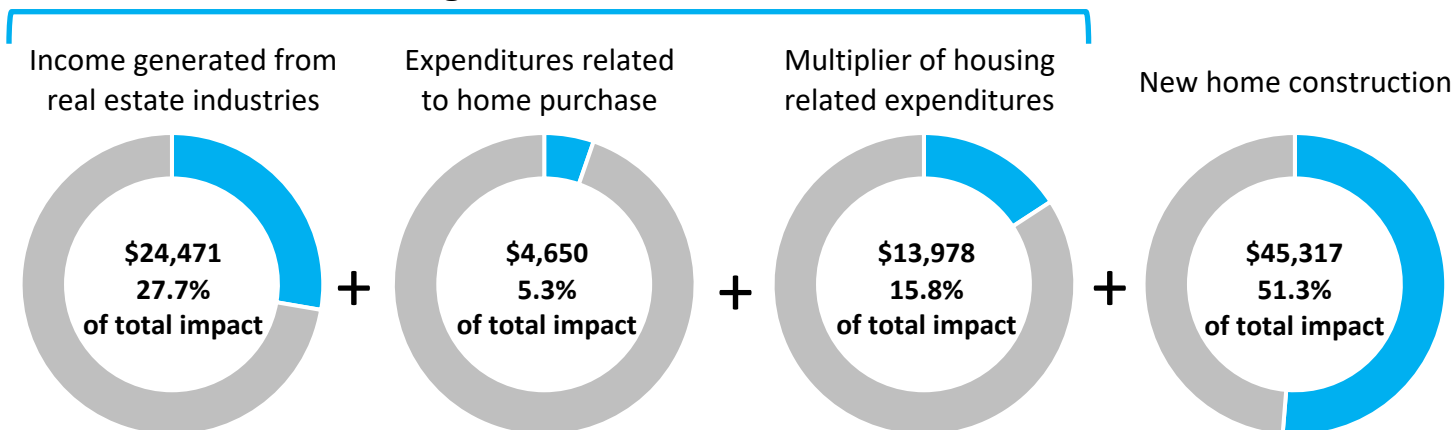 Income generated from
real estate industries
$24,471
27.7%
of total impact
+
Expenditures related
to home purchase
$4,650
5.3%
of total impact
+
Multiplier of housing
related expenditures
$13,978
15.8%
of total impact
+
New home construction
$45,317
51.3%
of total impact